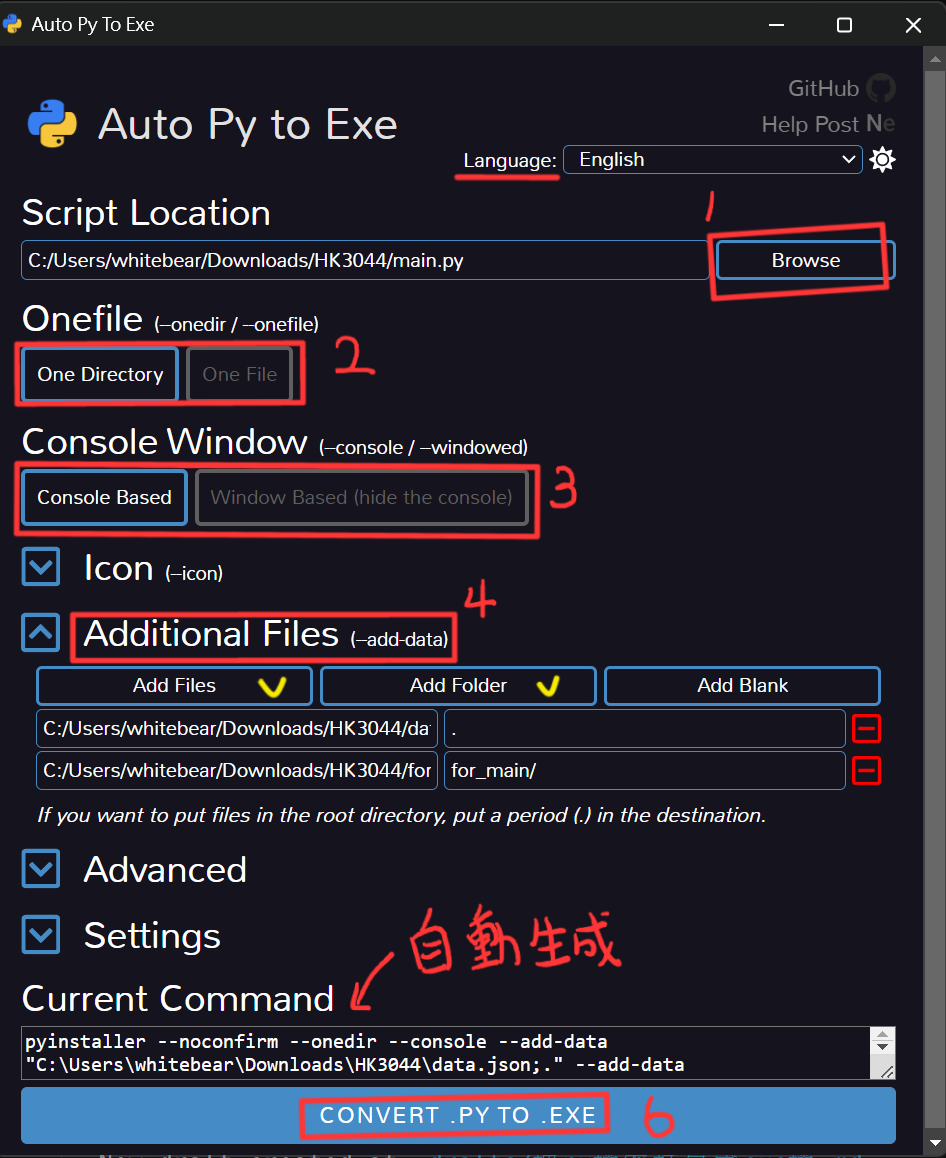 Auto Py To Exe
GitHub
Help Post
Auto Py to Exe
Language: English
1
Script Location
C:/Users/whitebear/Downloads/HK3044/main.py Browse
Onefile (--onedir / --onefile)
One Directory One File 2
Console Window (--console / --windowed)
Console Based Window Based (hide the console) 3
Icon (--icon)
4
Additional Files (--add-data)
Add Files Add Folder Add Blank
C:/Users/whitebear/Downloads/HK3044/da .
C:/Users/whitebear/Downloads/HK3044/for for_main/
If you want to put files in the root directory, put a period (.) in the destination.
Advanced
Settings
自動生成
Current Command
pyinstaller --noconfirm --onedir --console --add-data
"C:\Users\whitebear\Downloads\HK3044\data.json;." --add-data
CONVERT .PY TO .EXE 6